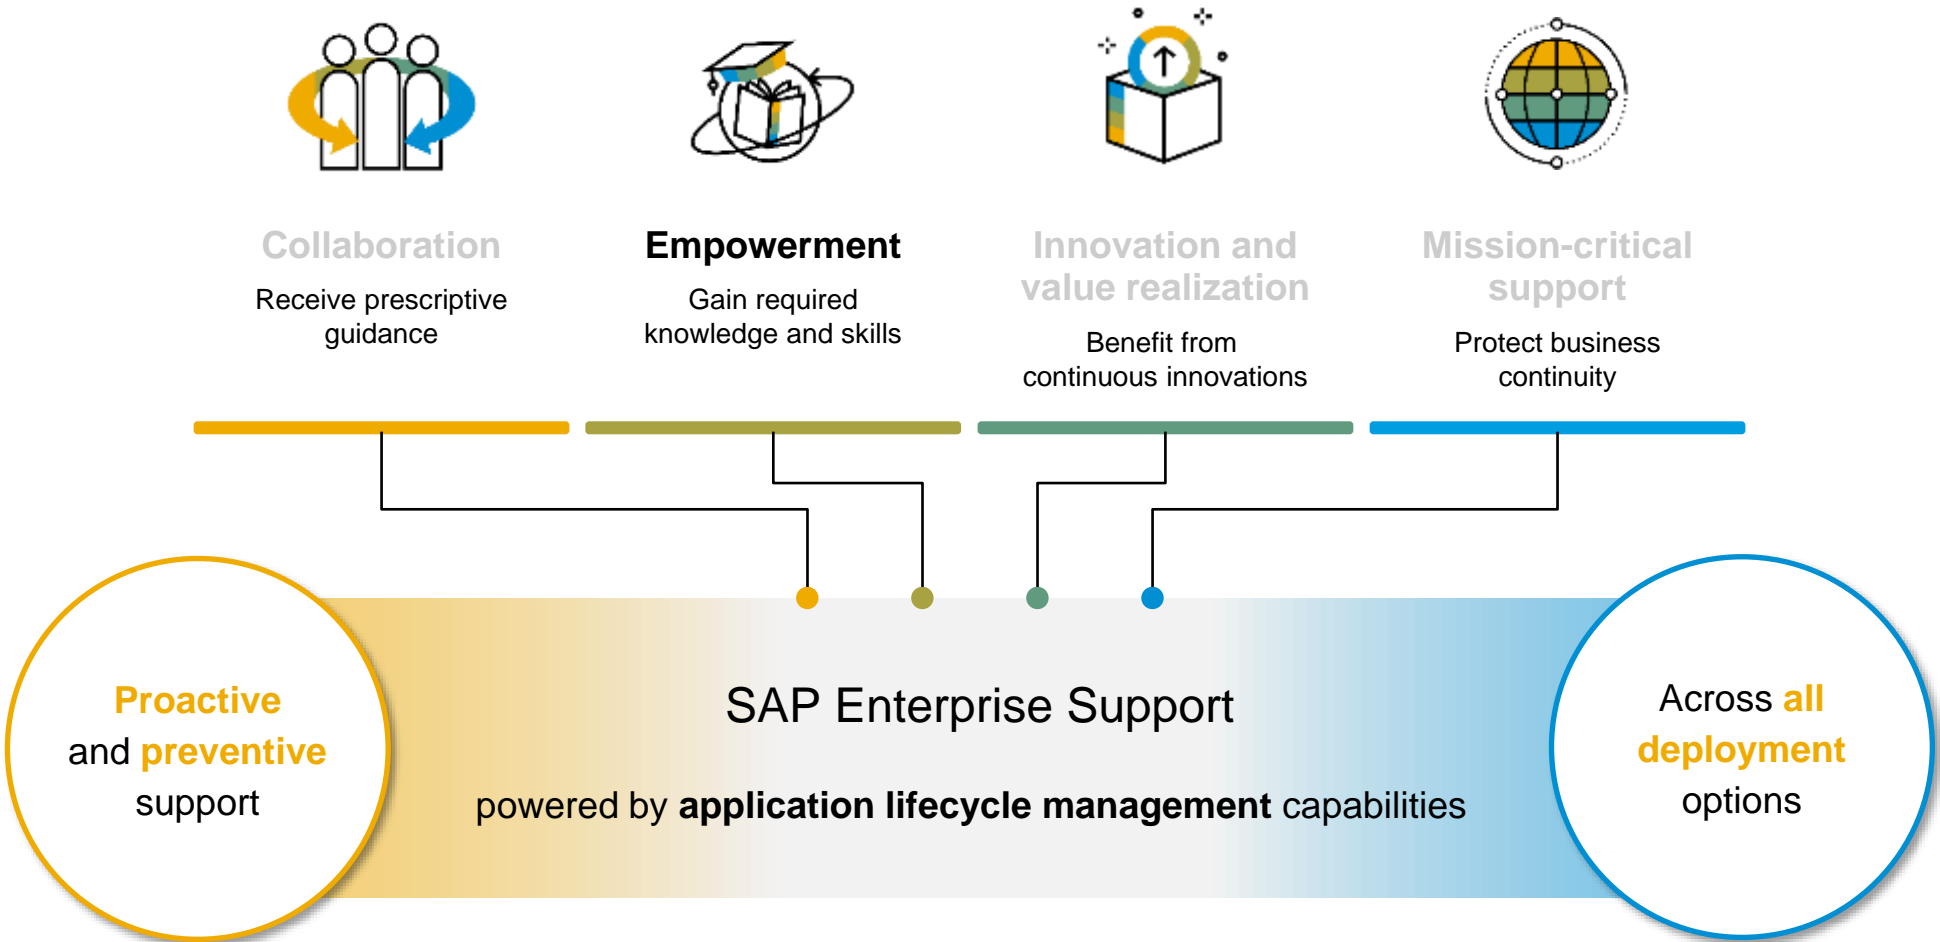 Collaboration
Receive prescriptive
guidance
Empowerment
Gain required
knowledge and skills
Innovation and
value realization
Benefit from
continuous innovations
Mission-critical
support
Protect business
continuity
Proactive
and preventive
support
SAP Enterprise Support
powered by application lifecycle management capabilities
Across all
deployment
options